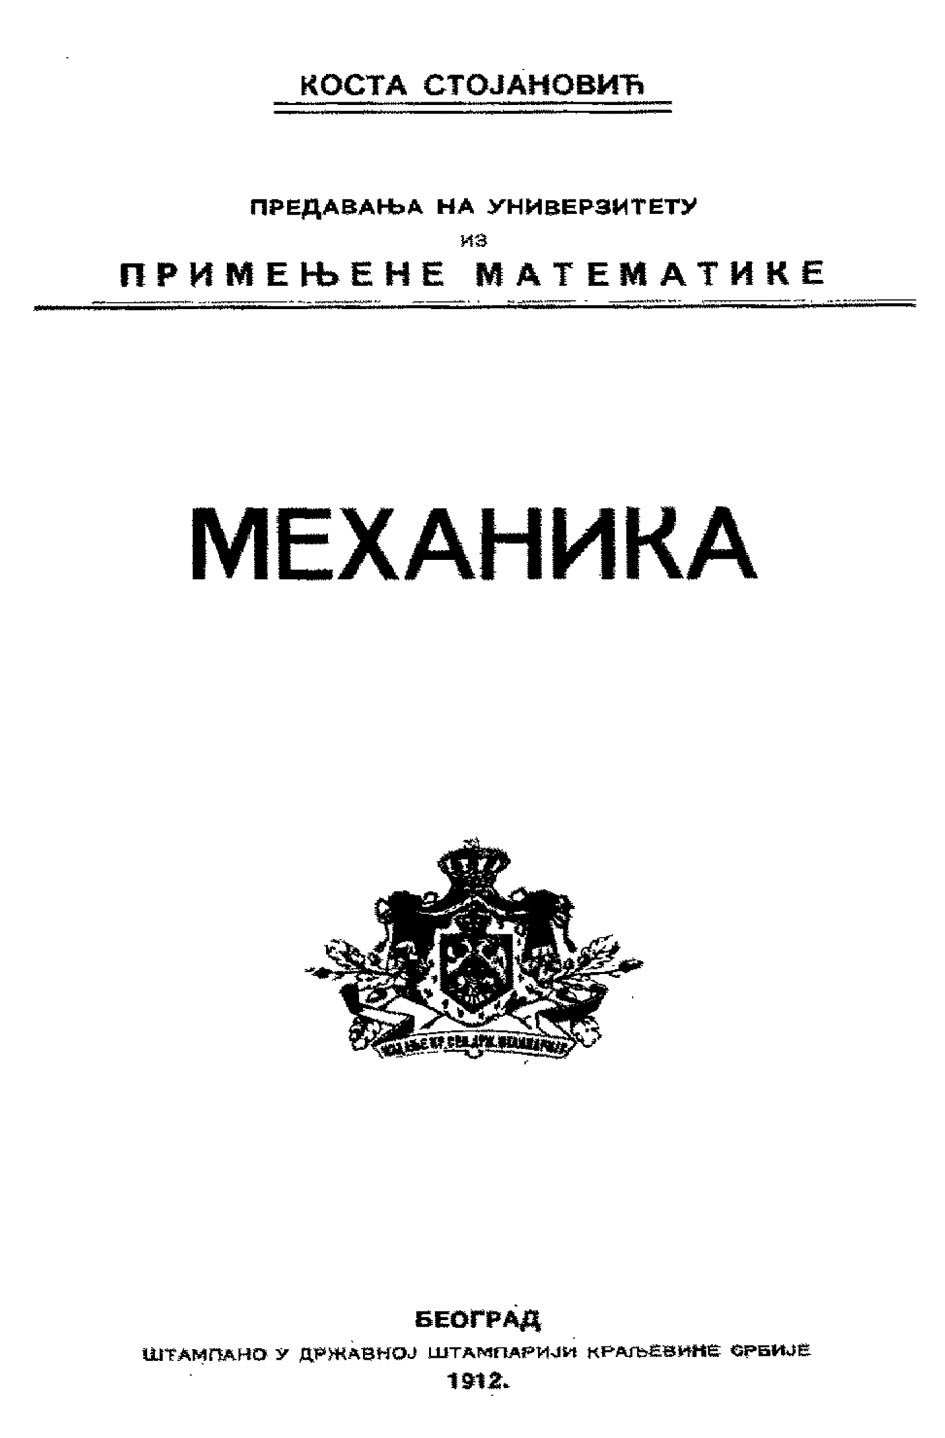 КОСТА СТОЈАНОВИЋ
ПРЕДАВАЊА НА УНИВЕРЗИТЕТУ
ИЗ
ПРИМЕЊЕНЕ МАТЕМАТИКЕ
МЕХАНИКА
БЕОГРАД
ШТАМПАНО У ДРЖАВНОЈ ШТАМПАРИЈИ КРАЉЕВИНЕ СРБИЈЕ
1912.